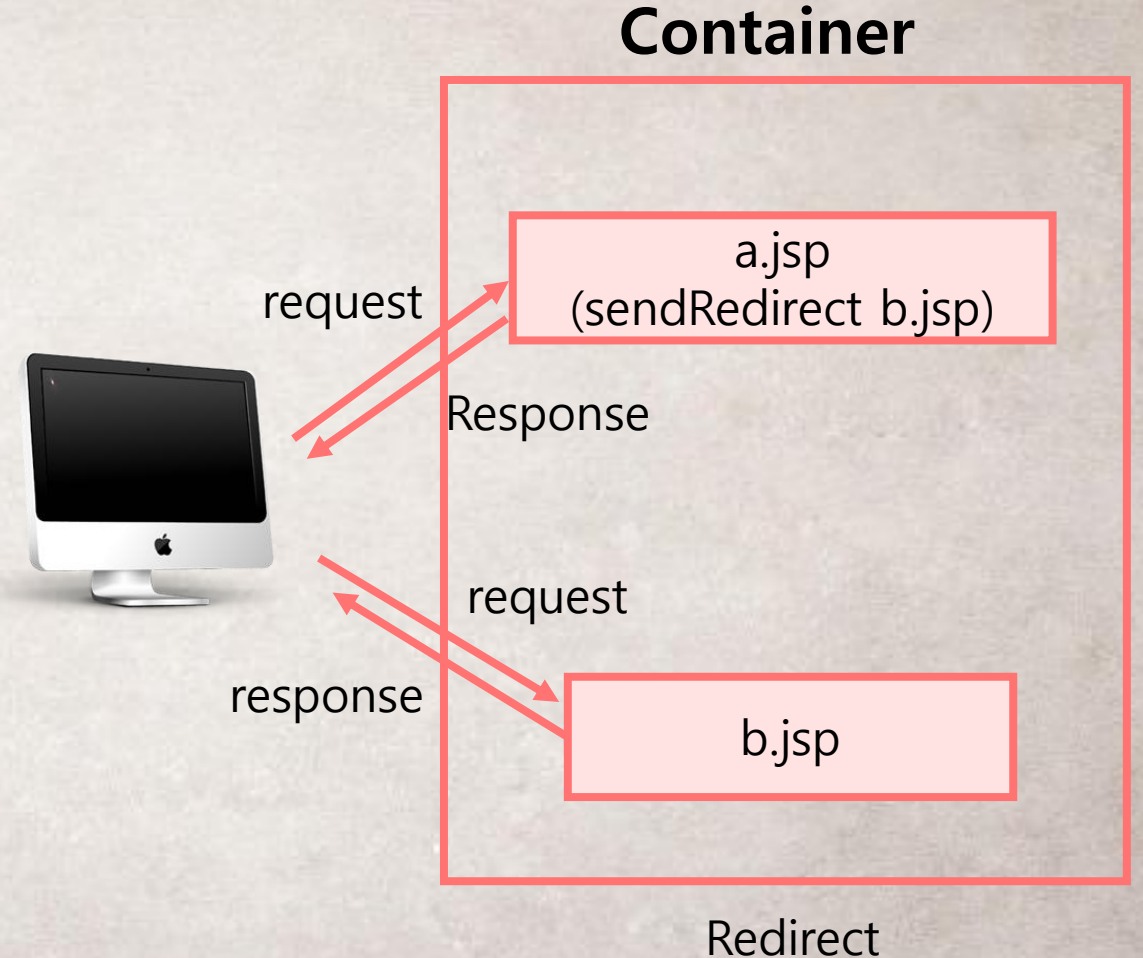 Container
a.jsp
(sendRedirect b.jsp)
request
Response
request
response
b.jsp
Redirect